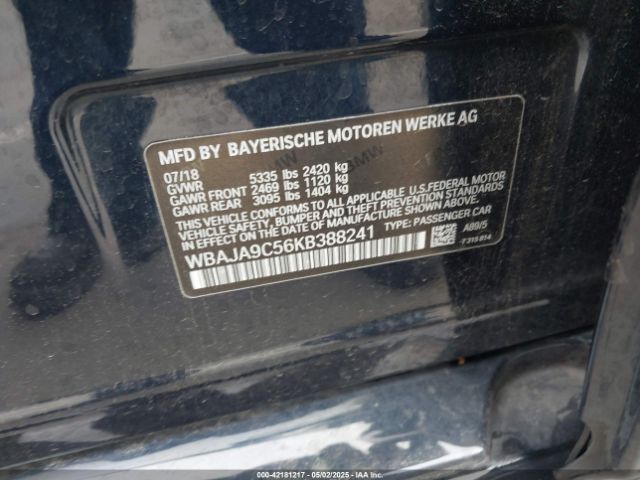 MFD BY BAYERISCHE MOTOREN WERKE AG
07/18
GVWR 5335 lbs 2420 kg
GAWR FRONT 2469 lbs 1120 kg
GAWR REAR 3095 lbs 1404 kg
THIS VEHICLE CONFORMS TO ALL APPLICABLE U.S.FEDERAL MOTOR
VEHICLE SAFETY, BUMPER AND THEFT PREVENTION STANDARDS
IN EFFECT ON THE DATE OF MANUFACTURE SHOWN ABOVE.
WBAJA9C56KB388241 TYPE: PASSENGER CAR
A89/5
-7 315 814
000-42181217 - 05/02/2025 - IAA Inc.